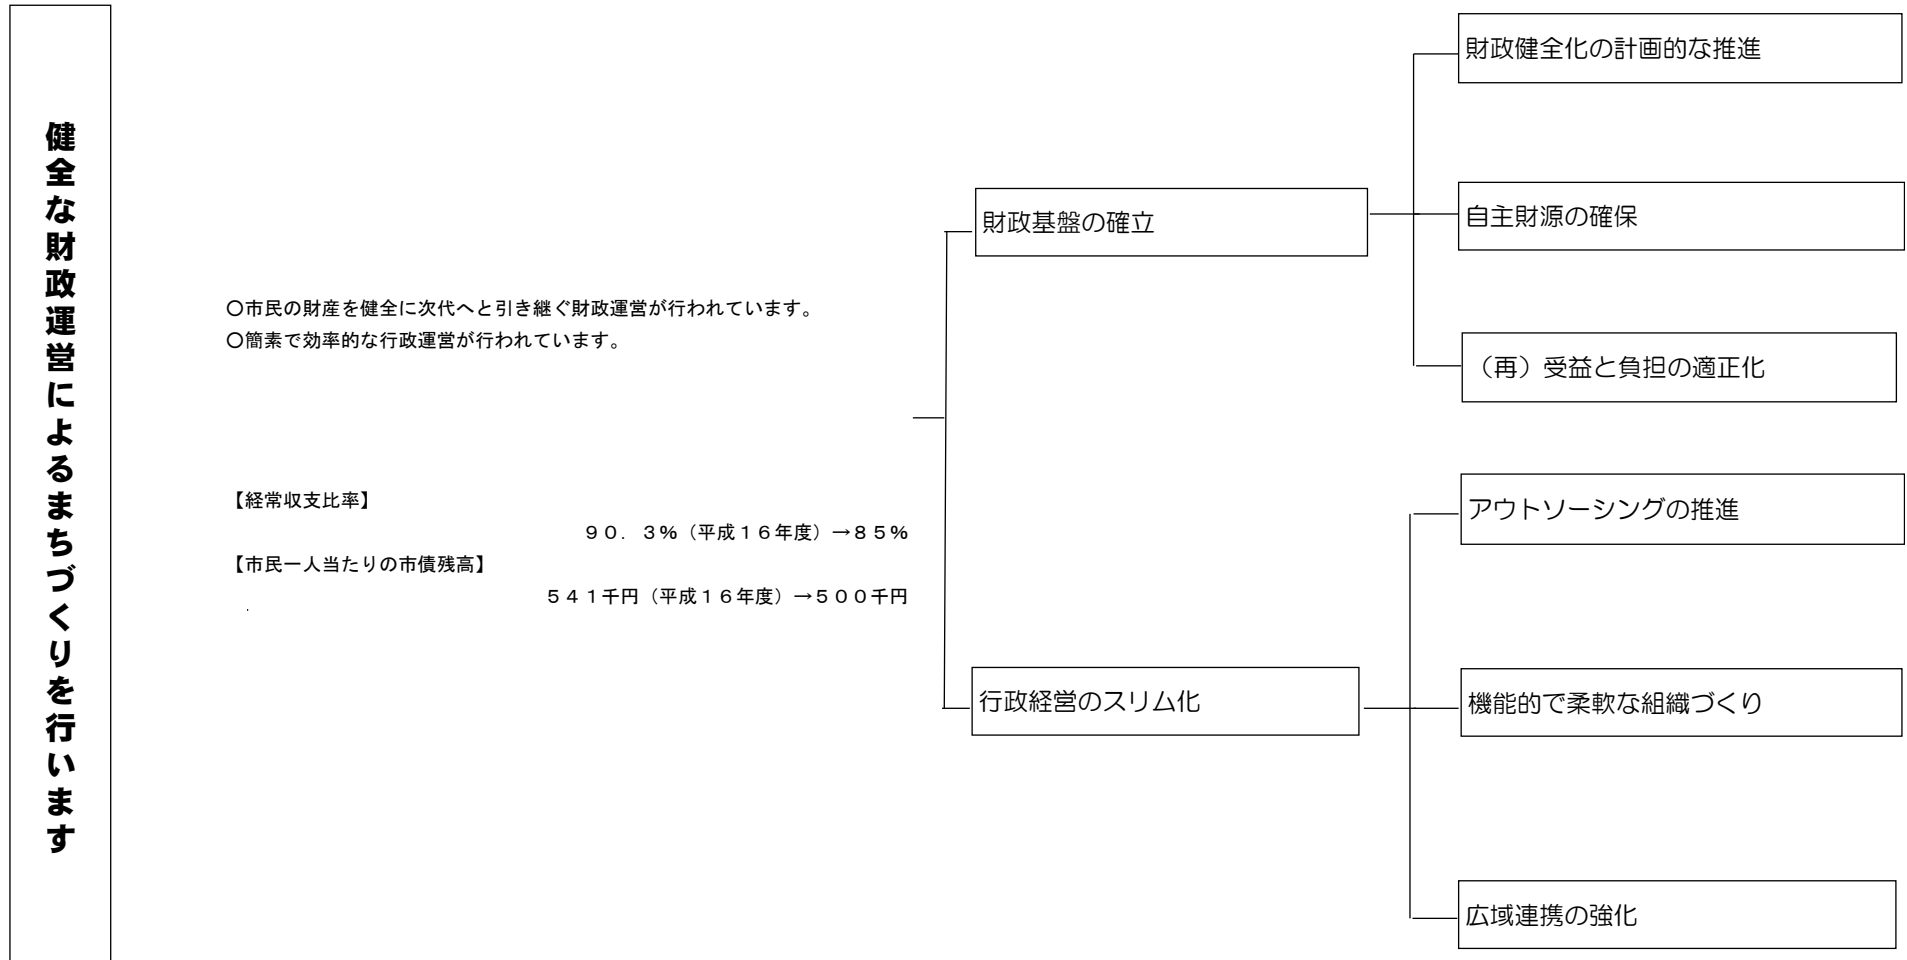 健全な財政運営によるまちづくりを行います
〇市民の財産を健全に次代へと引き継ぐ財政運営が行われています。
〇簡素で効率的な行政運営が行われています。
【経常収支比率】
９０．３％（平成１６年度）→８５％
【市民一人当たりの市債残高】
５４１千円（平成１６年度）→５００千円
財政基盤の確立
財政健全化の計画的な推進
自主財源の確保
（再）受益と負担の適正化
行政経営のスリム化
アウトソーシングの推進
機能的で柔軟な組織づくり
広域連携の強化